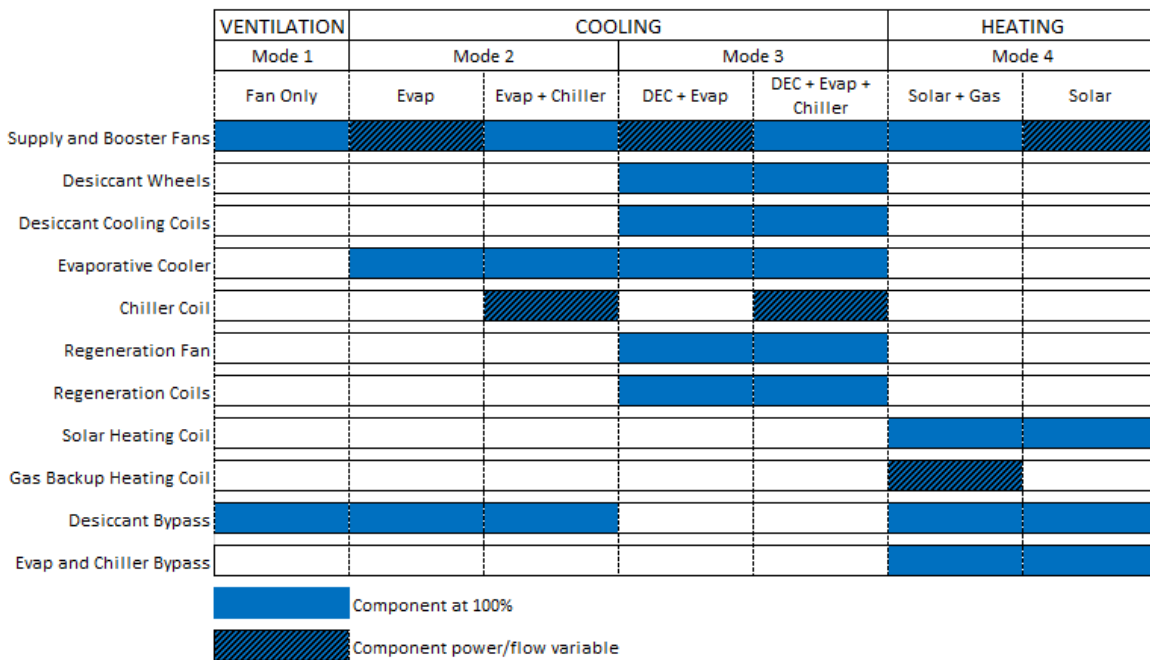 VENTILATION COOLING HEATING
Mode 1 Mode 2 Mode 3 Mode 4
Fan Only Evap Evap + Chiller DEC + Evap DEC + Evap + Chiller Solar + Gas Solar
Supply and Booster Fans
Desiccant Wheels
Desiccant Cooling Coils
Evaporative Cooler
Chiller Coil
Regeneration Fan
Regeneration Coils
Solar Heating Coil
Gas Backup Heating Coil
Desiccant Bypass
Evap and Chiller Bypass
Component at 100%
Component power/flow variable